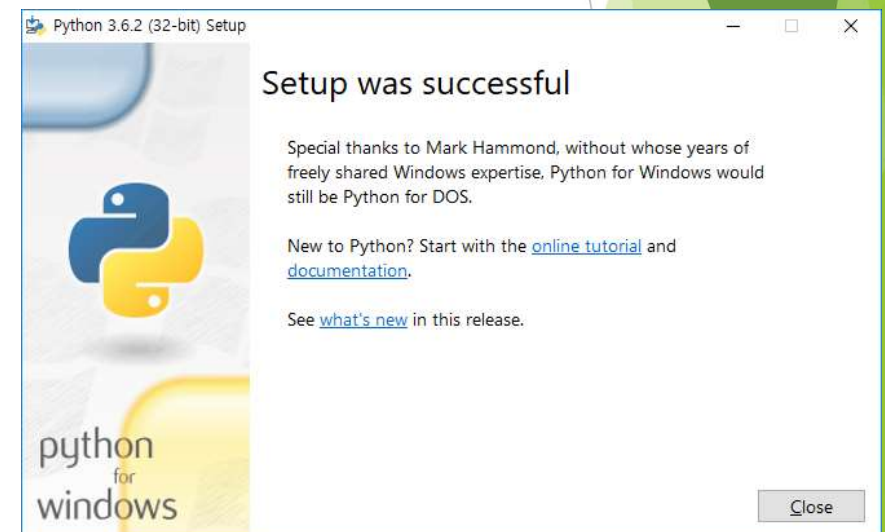 Python 3.6.2 (32-bit) Setup
Setup was successful
Special thanks to Mark Hammond, without whose years of
freely shared Windows expertise, Python for Windows would
still be Python for DOS.
New to Python? Start with the online tutorial and
documentation.
See what's new in this release.
python
for
windows
Close